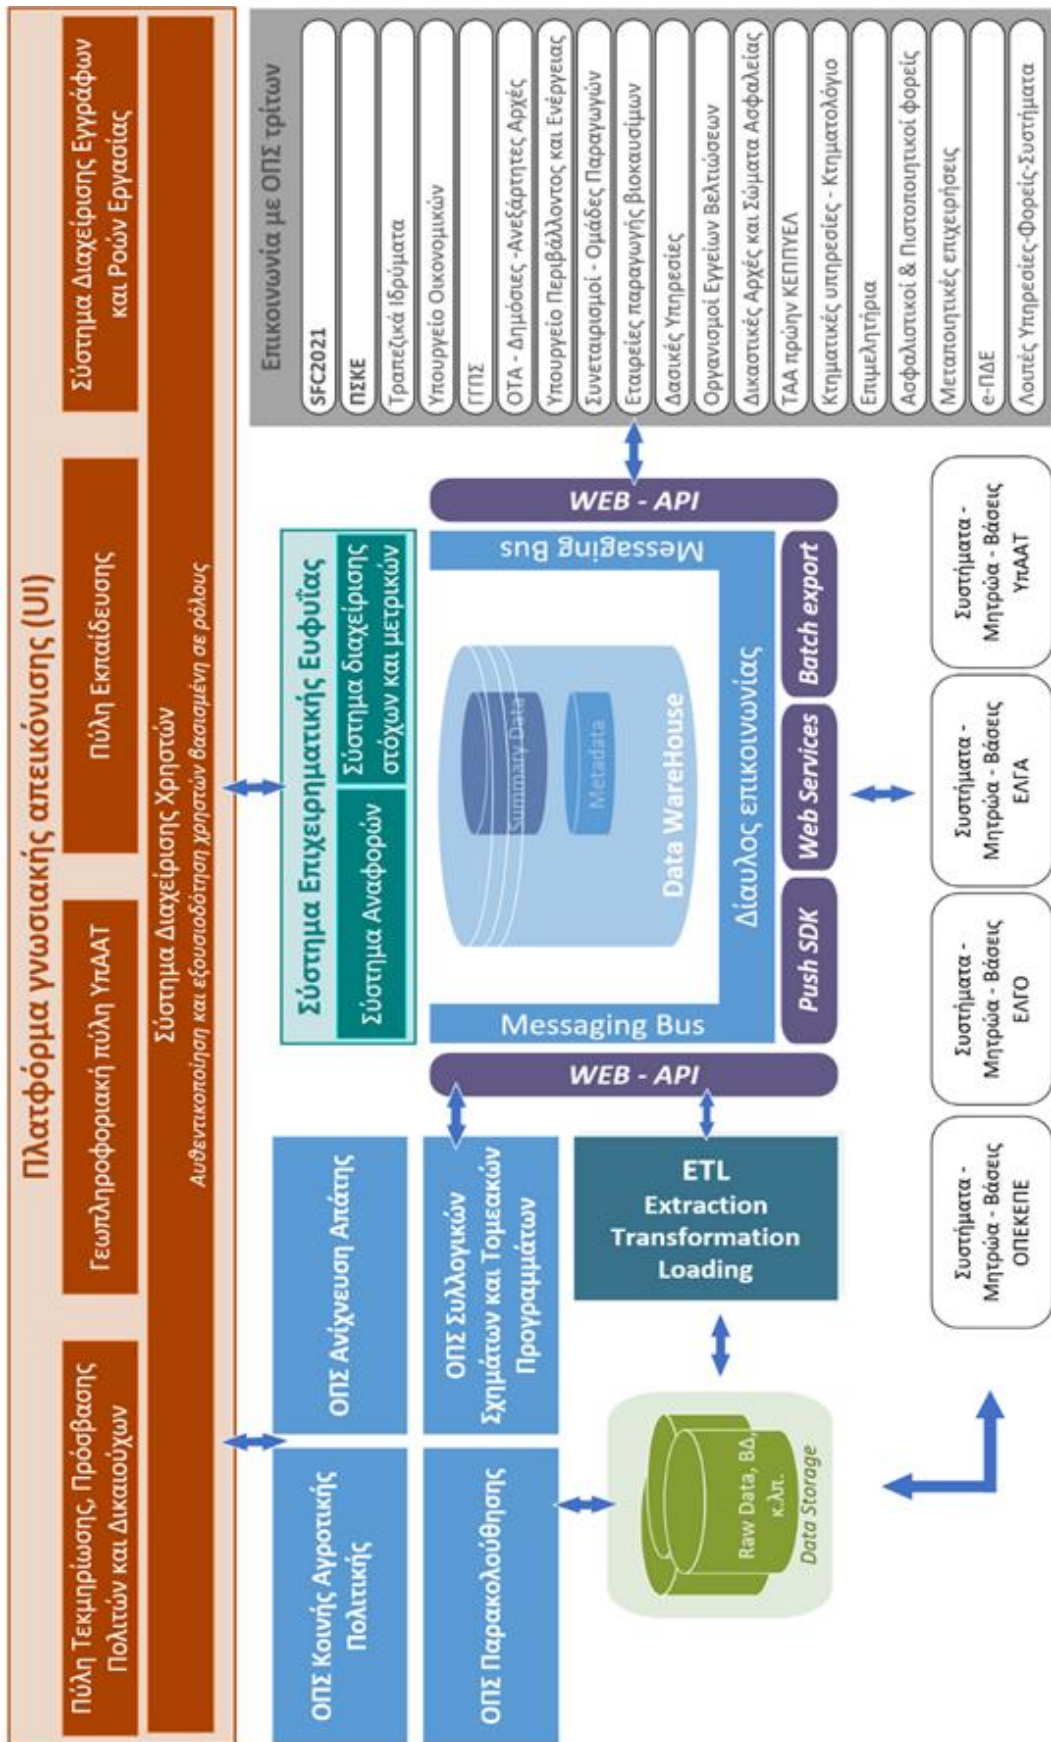 Πλατφόρμα γνωσιακής απεικόνισης (UI)
Πύλη Τεκμηρίωσης, Πρόσβασης
Πολιτών και Δικαιούχων
Γεωπληροφοριακή πύλη ΥπΑΑΤ
Πύλη Εκπαίδευσης
Σύστημα Διαχείρισης Εγγράφων
και Ροών Εργασίας
Σύστημα Διαχείρισης Χρηστών
Αυθεντικοποίηση και εξουσιοδότηση χρηστών βασισμένη σε ρόλους
ΟΠΣ Κοινής Αγροτικής
Πολιτικής
ΟΠΣ Ανίχνευση Απάτης
ΟΠΣ Παρακολούθησης
ΟΠΣ Συλλογικών
Σχημάτων και Τομεακών
Προγραμμάτων
Raw Data, ΒΔ,
κ.λπ.
Data Storage
ETL
Extraction
Transformation
Loading
Σύστημα Επιχειρηματικής Ευφυΐας
Σύστημα Αναφορών
Σύστημα διαχείρισης
στόχων και μετρικών
WEB - API
Messaging Bus
Summary Data
Metadata
Data WareHouse
Messaging Bus
WEB - API
Δίαυλος επικοινωνίας
Push SDK
Web Services
Batch export
Συστήματα -
Μητρώα - Βάσεις
ΟΠΕΚΕΠΕ
Συστήματα -
Μητρώα - Βάσεις
ΕΛΓΟ
Συστήματα -
Μητρώα - Βάσεις
ΕΛΓΑ
Συστήματα -
Μητρώα - Βάσεις
ΥπΑΑΤ
Επικοινωνία με ΟΠΣ τρίτων
SFC2021
ΠΣΚΕ
Τραπεζικά Ιδρύματα
Υπουργείο Οικονομικών
ΓΓΠΣ
ΟΤΑ - Δημόσιες -Ανεξάρτητες Αρχές
Υπουργείο Περιβάλλοντος και Ενέργειας
Συνεταιρισμοί - Ομάδες Παραγωγών
Εταιρείες παραγωγής βιοκαυσίμων
Δασικές Υπηρεσίες
Οργανισμοί Εγγείων Βελτιώσεων
Δικαστικές Αρχές και Σώματα Ασφαλείας
ΤΑΑ πρώην ΚΕΠΠΥΕΛ
Κτηματικές υπηρεσίες - Κτηματολόγιο
Επιμελητήρια
Ασφαλιστικοί & Πιστοποιητικοί φορείς
Μεταποιητικές επιχειρήσεις
e-ΠΔΕ
Λοιπές Υπηρεσίες-Φορείς-Συστήματα